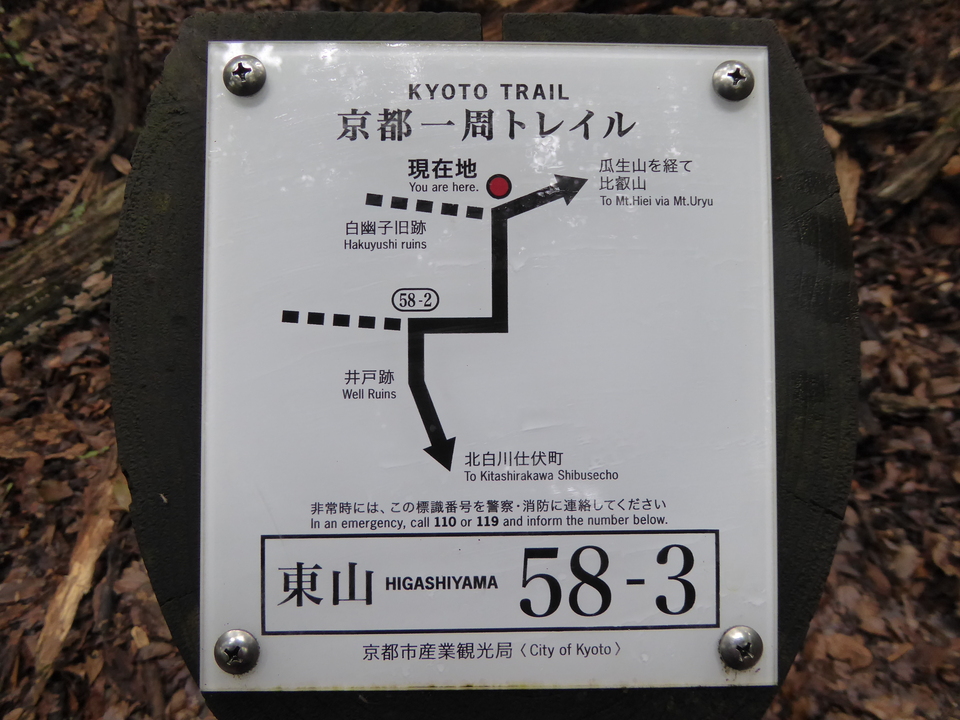 KYOTO TRAIL
京都一周トレイル
現在地
You are here.
瓜生山を経て
比叡山
To Mt.Hiei via Mt.Uryu
白幽子旧跡
Hakuyushi ruins
58-2
井戸跡
Well Ruins
北白川仕伏町
To Kitashirakawa Shibusecho
非常時には、この標識番号を警察・消防に連絡してください
In an emergency, call 110 or 119 and inform the number below.
東山 HIGASHIYAMA 58-3
京都市産業観光局〈City of Kyoto〉